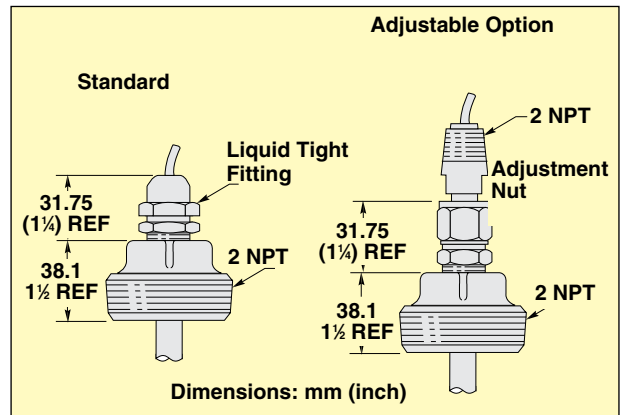 Adjustable Option
Standard
Liquid Tight
Fitting
31.75
(1¼) REF
38.1
1½ REF
2 NPT
2 NPT
Adjustment
Nut
31.75
(1¼) REF
38.1
1½ REF
2 NPT
Dimensions: mm (inch)